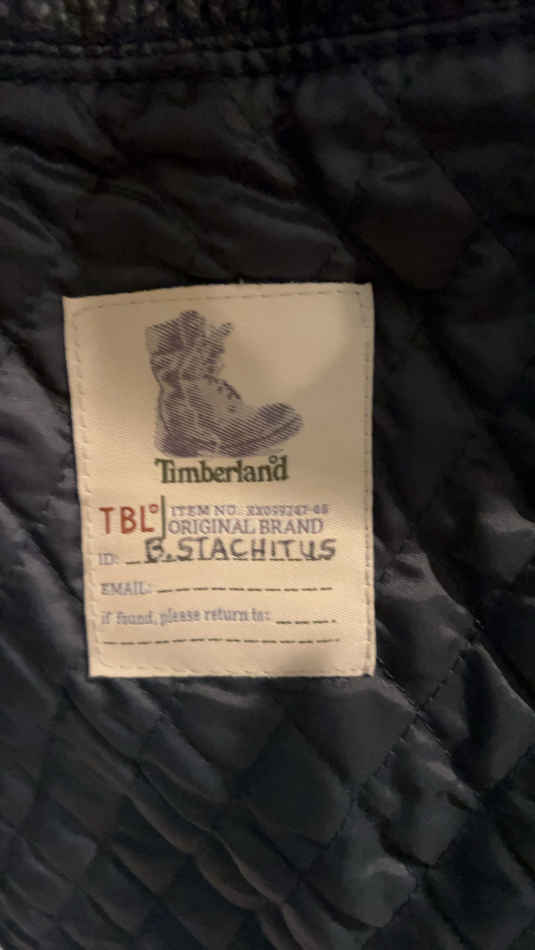 Timberland
TBL
ITEM NO.
ORIGINAL BRAND
ID: B.STACHITUS
EMAIL:
if found, please return to: